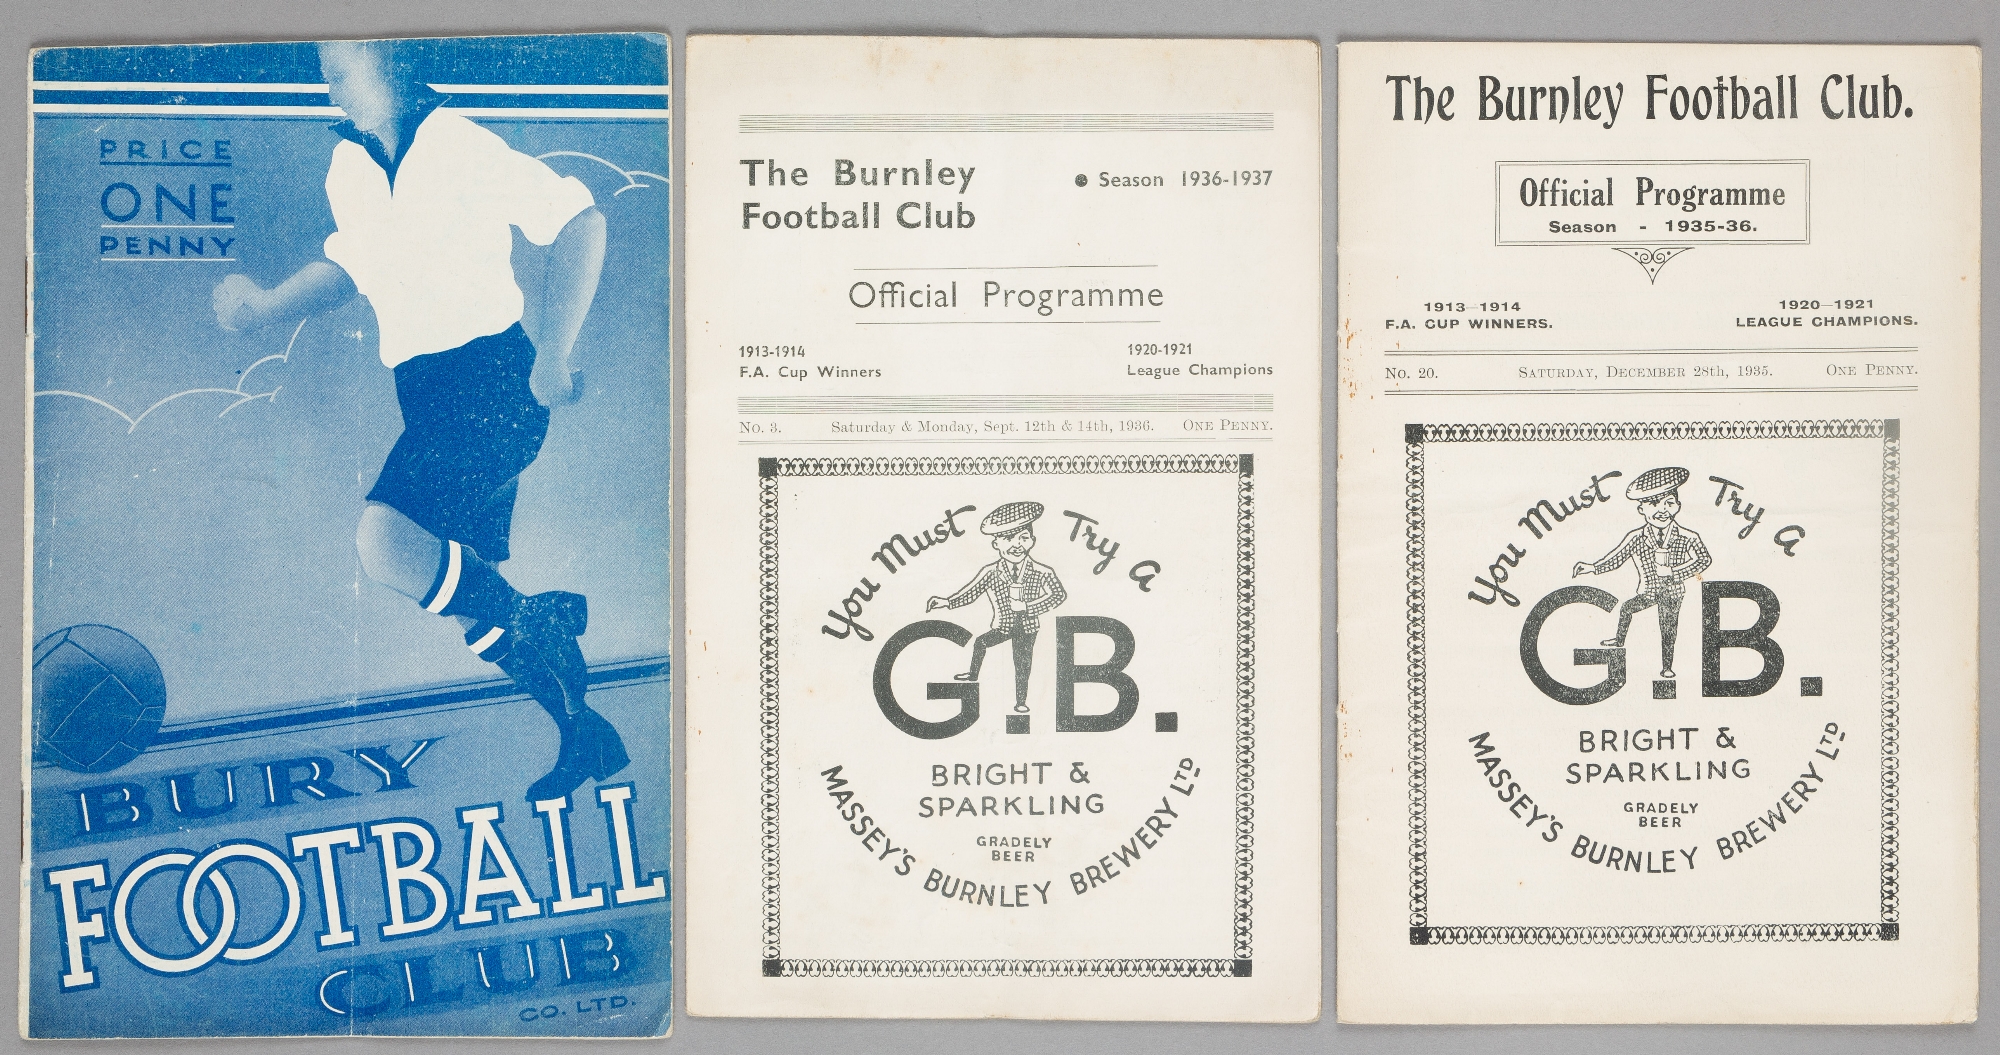 PRICE
ONE
PENNY
BURY
FOOTBALL
CLUB
CO. LTD.
The Burnley
Football Club
● Season 1936-1937
Official Programme
1913-1914
F.A. Cup Winners
1920-1921
League Champions
No. 3. Saturday & Monday, Sept. 12th & 14th, 1936. ONE PENNY.
You Must Try A
G.B.
BRIGHT &
SPARKLING
GRADELY
BEER
MASSEY'S BURNLEY BREWERY LTD
The Burnley Football Club.
Official Programme
Season - 1935-36.
1913-1914
F.A. CUP WINNERS.
1920-1921
LEAGUE CHAMPIONS.
No. 20. SATURDAY, DECEMBER 28th, 1935. ONE PENNY.
You Must Try A
G.B.
BRIGHT &
SPARKLING
GRADELY
BEER
MASSEY'S BURNLEY BREWERY LTD